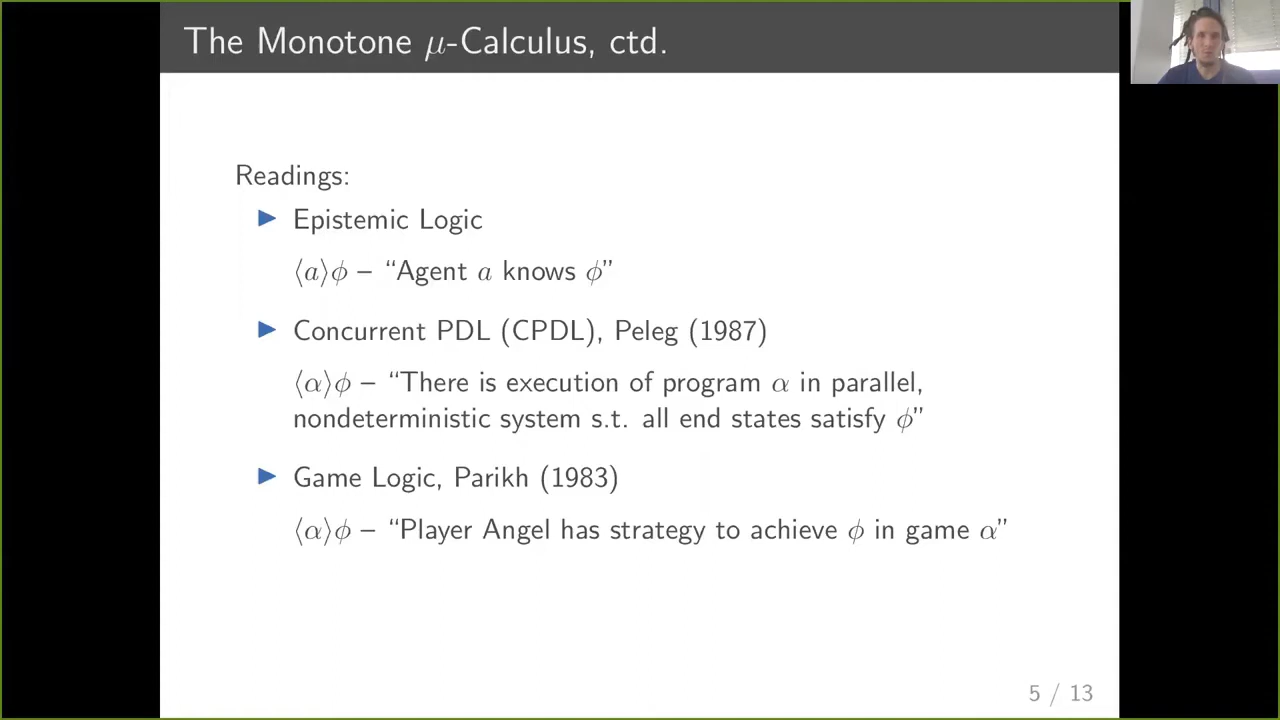 The Monotone μ-Calculus, ctd.
Readings:
▶ Epistemic Logic
⟨a⟩ϕ – “Agent a knows ϕ”
▶ Concurrent PDL (CPDL), Peleg (1987)
⟨α⟩ϕ – “There is execution of program α in parallel,
nondeterministic system s.t. all end states satisfy ϕ”
▶ Game Logic, Parikh (1983)
⟨α⟩ϕ – “Player Angel has strategy to achieve ϕ in game α”
5 / 13